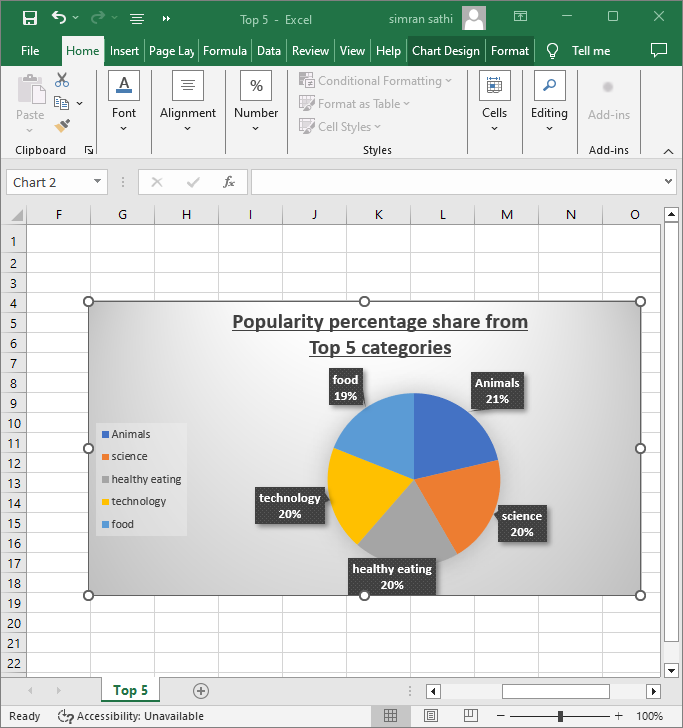 Top 5 - Excel
simran sathi
File Home Insert Page Lay Formula Data Review View Help Chart Design Format Tell me
Paste
Clipboard
A
Font
Alignment
%
Number
Conditional Formatting
Format as Table
Cell Styles
Styles
Cells
Editing
Add-ins
Add-ins
Chart 2
fx
F G H I J K L M N O
1
2
3
4
5
6
7
8
9
10
11
12
13
14
15
16
17
18
19
20
21
22
Popularity percentage share from
Top 5 categories
food
19%
Animals
21%
technology
20%
science
20%
healthy eating
20%
Animals
science
healthy eating
technology
food
Top 5
Ready
Accessibility: Unavailable
100%